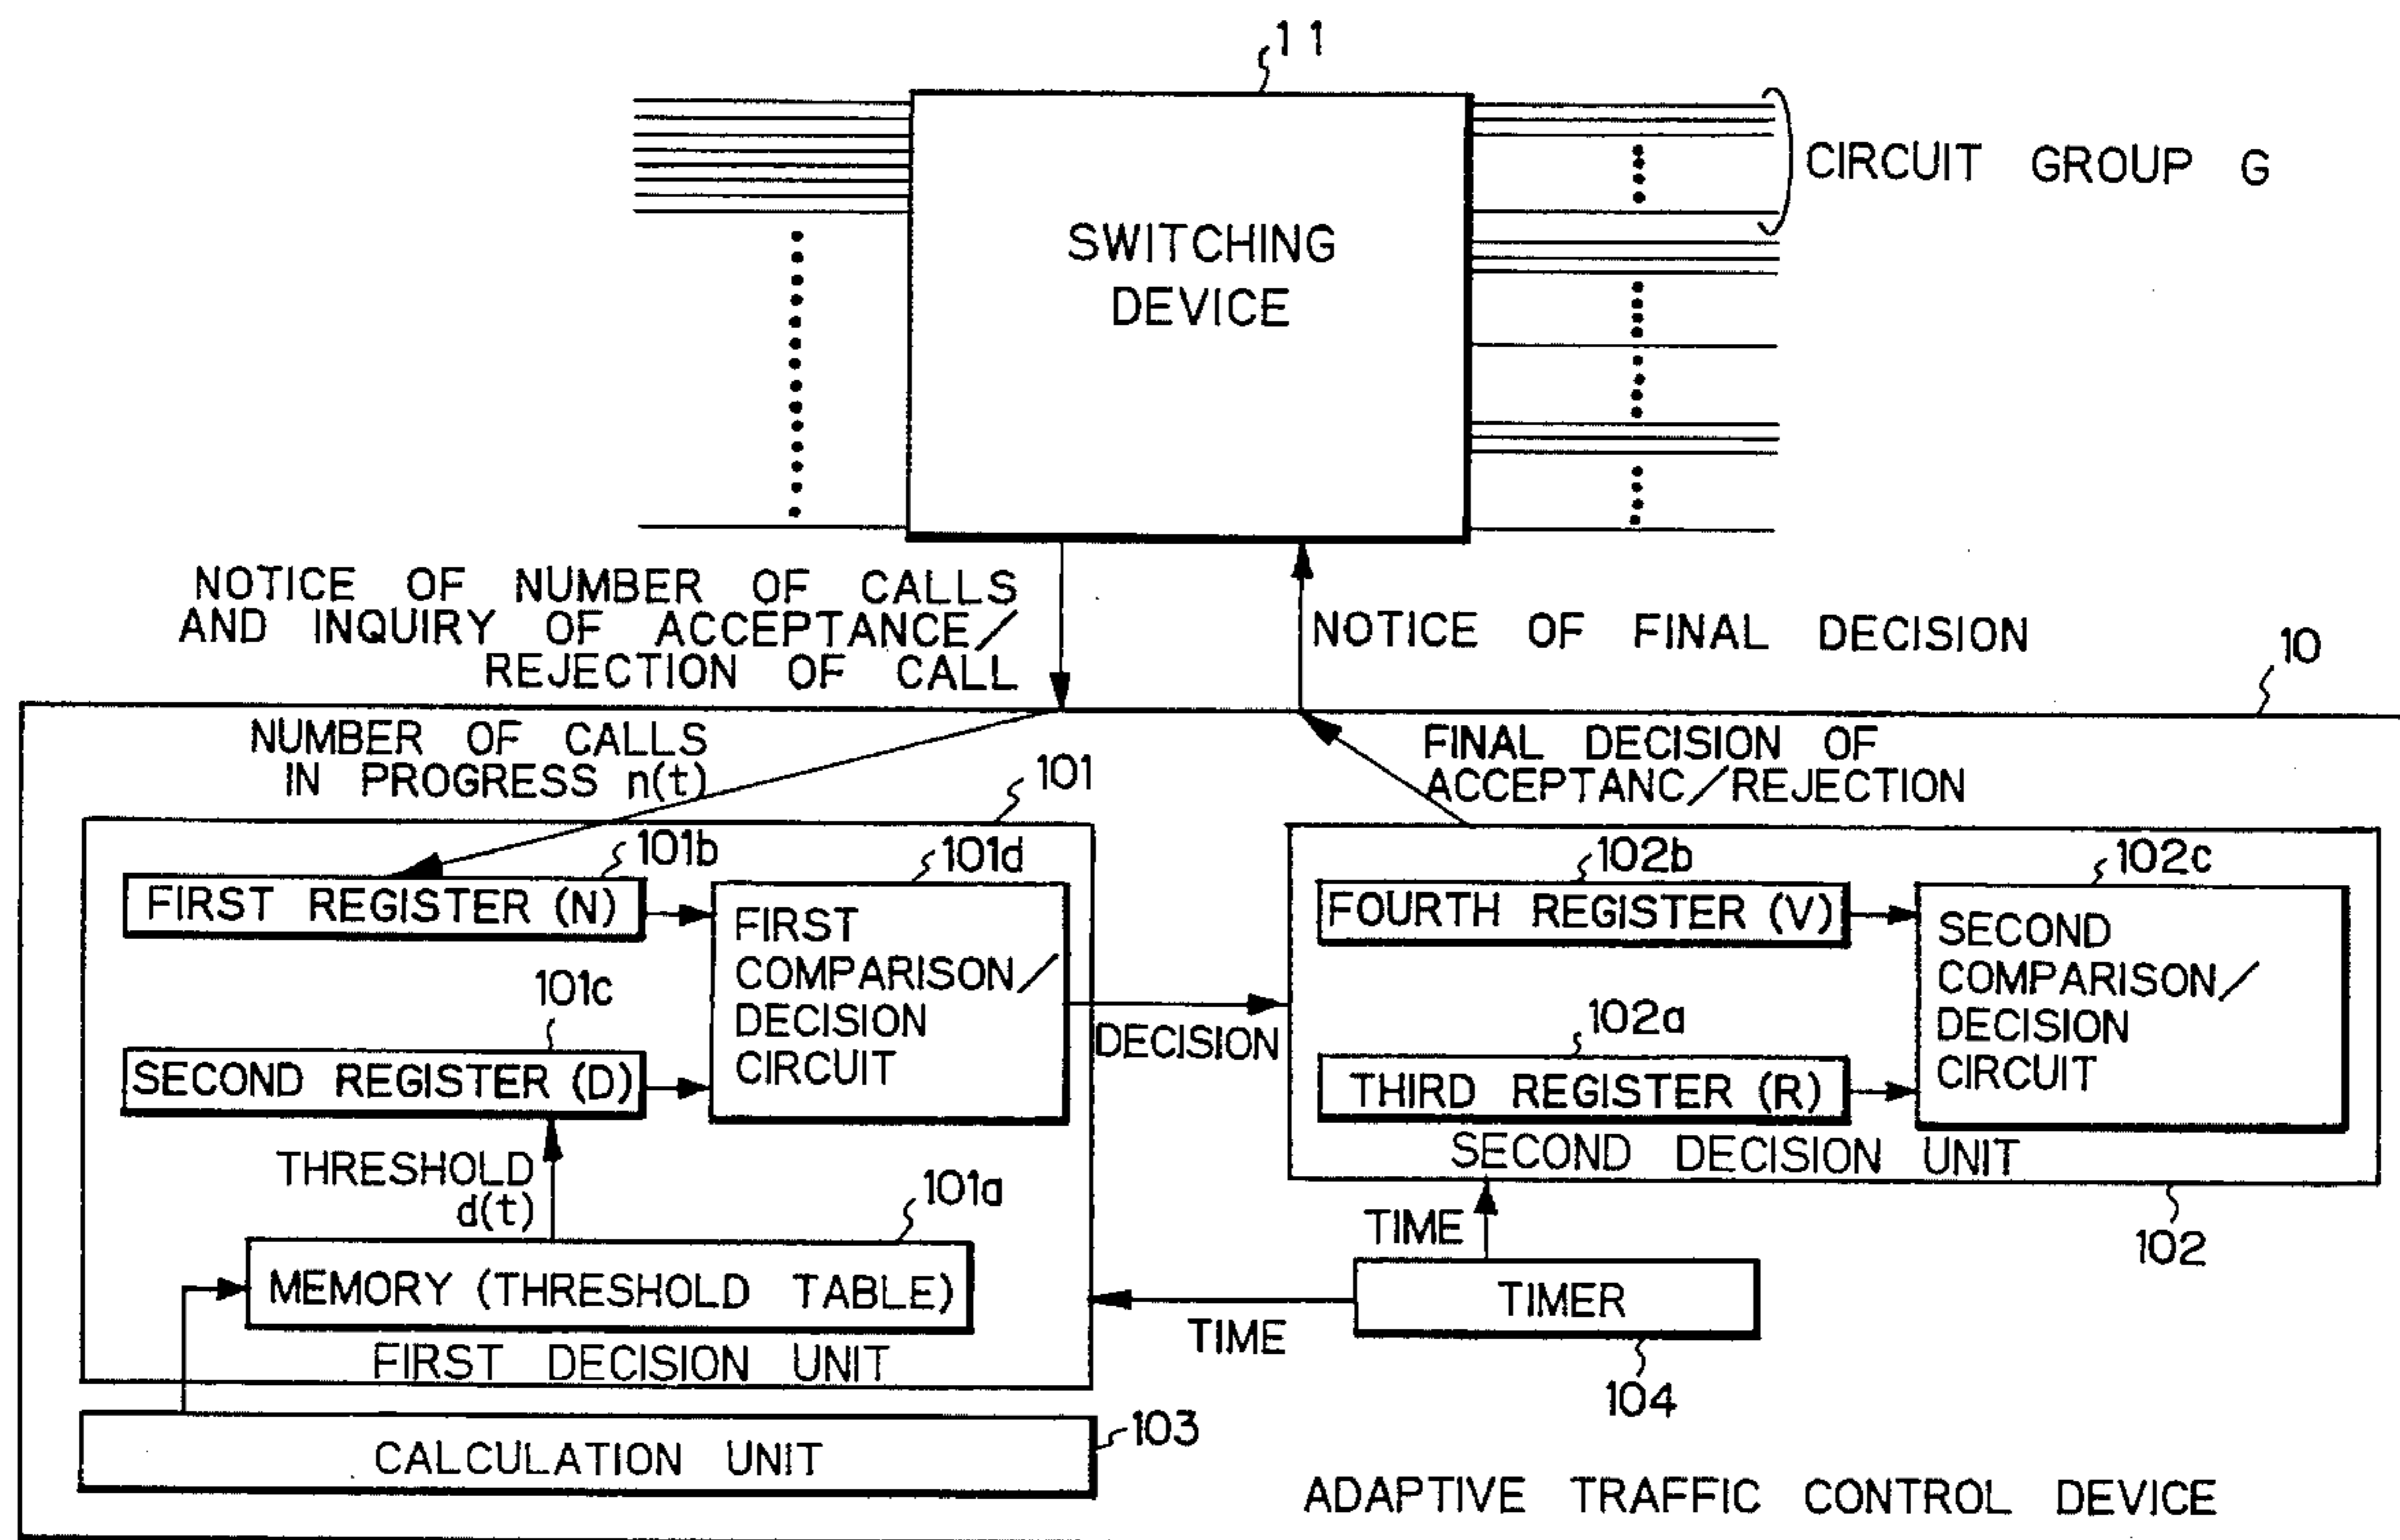 11
CIRCUIT GROUP G
SWITCHING
DEVICE
NOTICE OF NUMBER OF CALLS
AND INQUIRY OF ACCEPTANCE/
REJECTION OF CALL
NOTICE OF FINAL DECISION
10
NUMBER OF CALLS
IN PROGRESS n(t)
FINAL DECISION OF
ACCEPTANC/REJECTION
101
101b
101d
FIRST REGISTER (N)
FIRST
COMPARISON/
DECISION
CIRCUIT
101c
SECOND REGISTER (D)
THRESHOLD
d(t)
101a
MEMORY (THRESHOLD TABLE)
FIRST DECISION UNIT
DECISION
102b
102c
FOURTH REGISTER (V)
SECOND
COMPARISON/
DECISION
CIRCUIT
102a
THIRD REGISTER (R)
SECOND DECISION UNIT
102
TIME
TIMER
TIME
104
CALCULATION UNIT
103
ADAPTIVE TRAFFIC CONTROL DEVICE